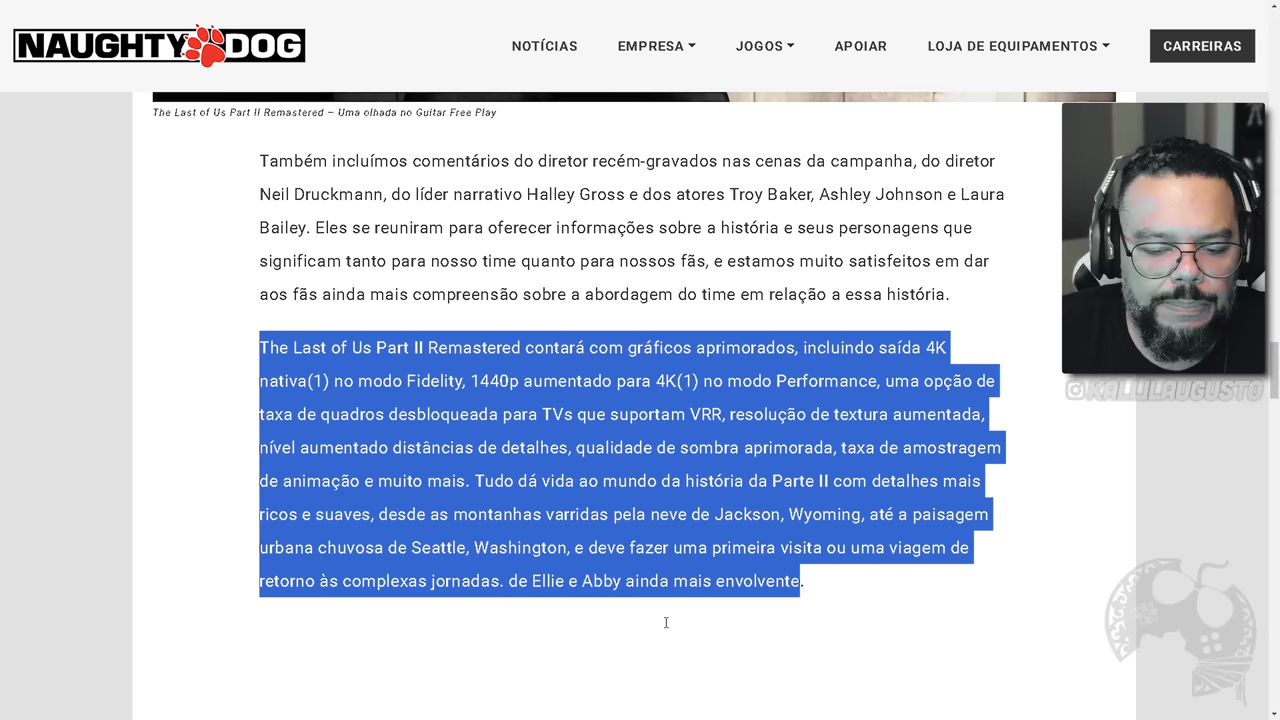 NAUGHTY DOG
NOTÍCIAS EMPRESA JOGOS APOIAR LOJA DE EQUIPAMENTOS CARREIRAS
The Last of Us Part II Remastered – Uma olhada no Guitar Free Play
Também incluímos comentários do diretor recém-gravados nas cenas da campanha, do diretor
Neil Druckmann, do líder narrativo Halley Gross e dos atores Troy Baker, Ashley Johnson e Laura
Bailey. Eles se reuniram para oferecer informações sobre a história e seus personagens que
significam tanto para nosso time quanto para nossos fãs, e estamos muito satisfeitos em dar
aos fãs ainda mais compreensão sobre a abordagem do time em relação a essa história.
The Last of Us Part II Remastered contará com gráficos aprimorados, incluindo saída 4K
nativa(1) no modo Fidelity, 1440p aumentado para 4K(1) no modo Performance, uma opção de
taxa de quadros desbloqueada para TVs que suportam VRR, resolução de textura aumentada,
nível aumentado distâncias de detalhes, qualidade de sombra aprimorada, taxa de amostragem
de animação e muito mais. Tudo dá vida ao mundo da história da Parte II com detalhes mais
ricos e suaves, desde as montanhas varridas pela neve de Jackson, Wyoming, até a paisagem
urbana chuvosa de Seattle, Washington, e deve fazer uma primeira visita ou uma viagem de
retorno às complexas jornadas. de Ellie e Abby ainda mais envolvente.
KALLILAUGUSTO